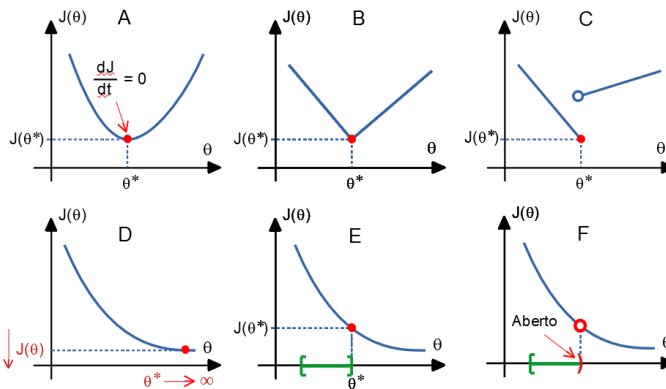 J(θ) A
dJ
dt
= 0
J(θ*)
θ
θ*
J(θ) B
J(θ*)
θ
θ*
J(θ) C
J(θ*)
θ
θ*
J(θ) D
J(θ)
θ
θ* → ∞
J(θ) E
J(θ*)
θ
θ*
J(θ) F
Aberto
θ
[ )